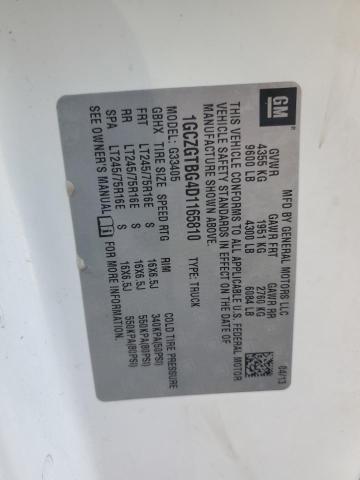 GM
MFD BY GENERAL MOTORS LLC
GVWR GAWR FRT GAWR RR
4355 KG 1951 KG 2760 KG
9600 LB 4300 LB 6084 LB
THIS VEHICLE CONFORMS TO ALL APPLICABLE U.S. FEDERAL MOTOR
VEHICLE SAFETY STANDARDS IN EFFECT ON THE DATE OF
MANUFACTURE SHOWN ABOVE.
1GCZGTBG4D1165810 TYPE: TRUCK
MODEL: G33405
GBHX TIRE SIZE SPEED RTG RIM COLD TIRE PRESSURE
FRT LT245/75R16E S 16X6.5J 340KPA(50PSI)
RR LT245/75R16E S 16X6.5J 550KPA(80PSI)
SPA LT245/75R16E S 16X6.5J 550KPA(80PSI)
SEE OWNER'S MANUAL
04/13